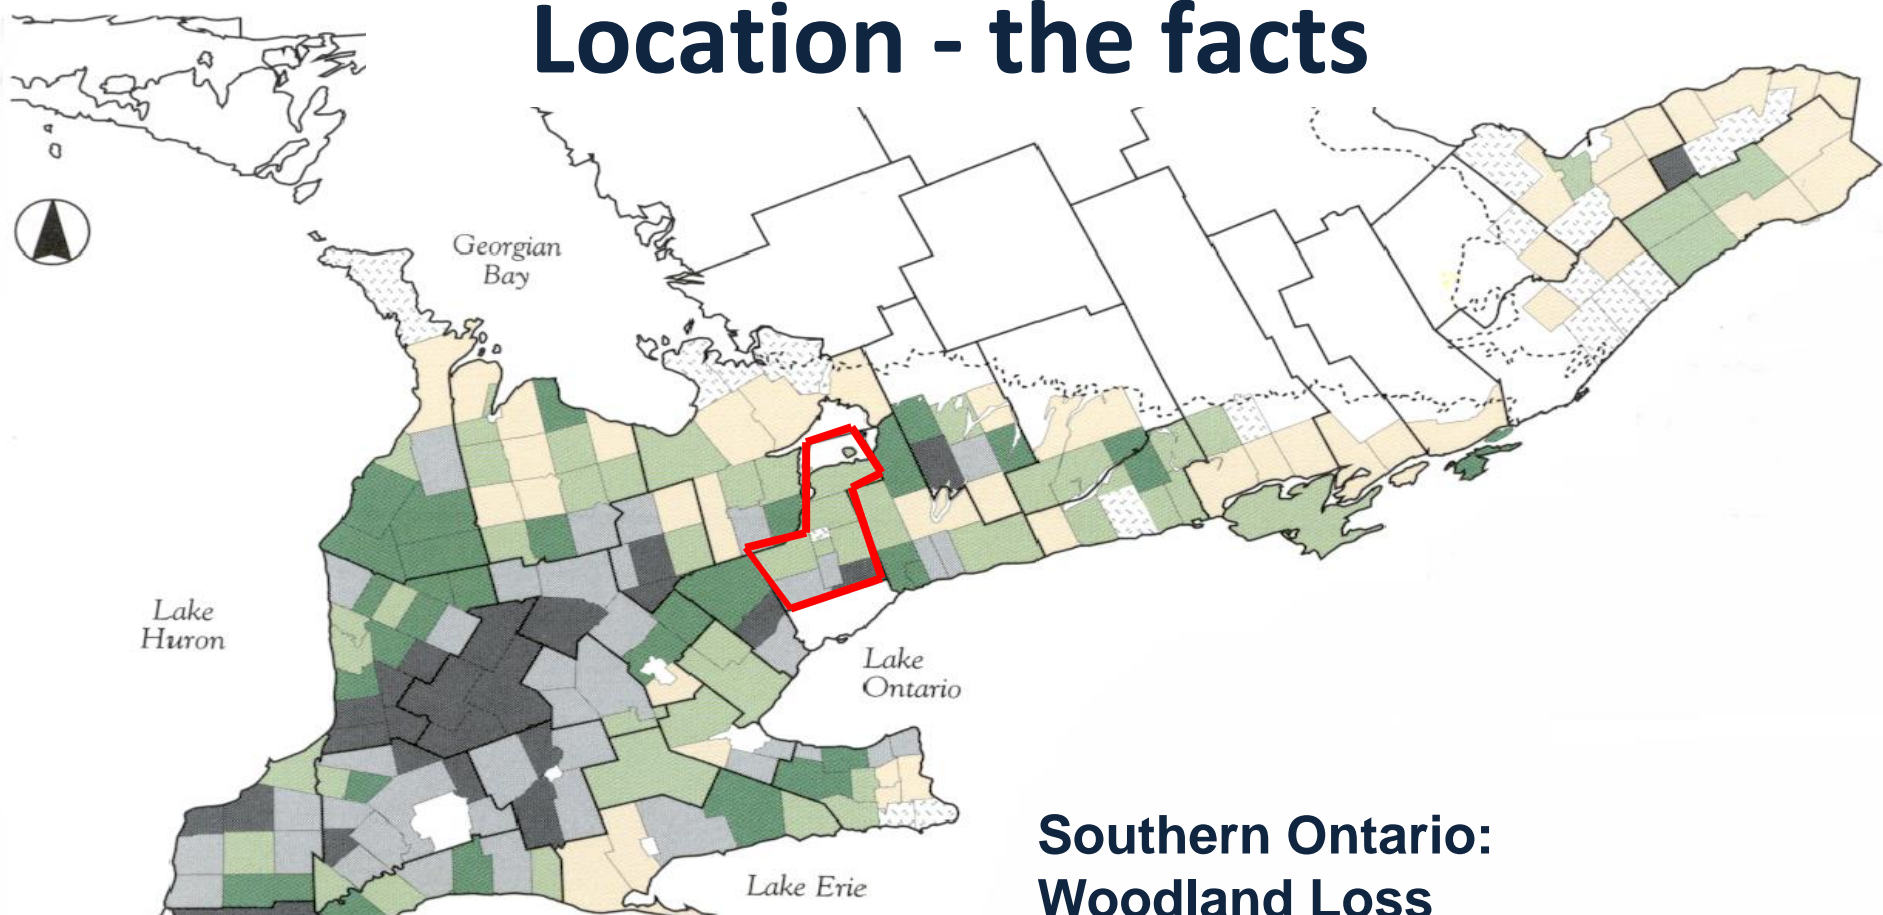 Location - the facts
Georgian
Bay
Lake
Huron
Lake
Ontario
Lake Erie
Southern Ontario:
Woodland Loss